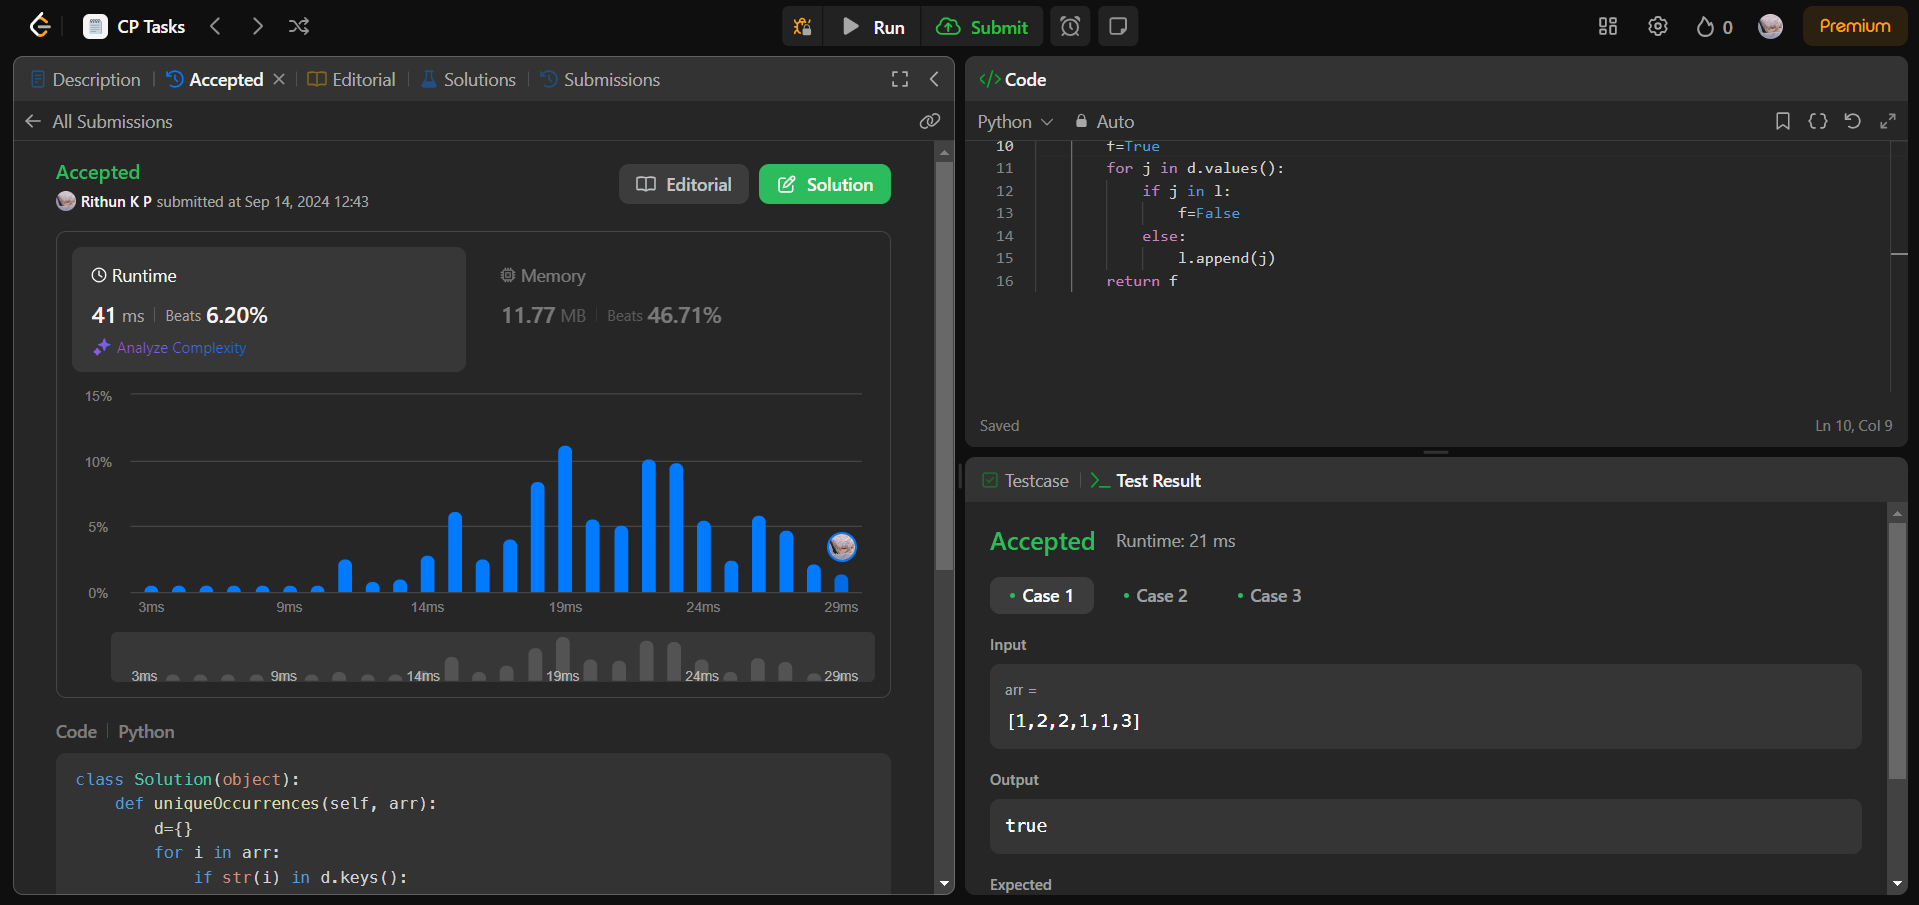 CP Tasks
Run
Submit
0
Premium
Description
Accepted
Editorial
Solutions
Submissions
All Submissions
Accepted
Rithun K P submitted at Sep 14, 2024 12:43
Editorial
Solution
Runtime
41 ms
Beats 6.20%
Analyze Complexity
Memory
11.77 MB
Beats 46.71%
15%
10%
5%
0%
3ms
9ms
14ms
19ms
24ms
29ms
3ms
9ms
14ms
19ms
24ms
29ms
Code
Python
class Solution(object):
    def uniqueOccurrences(self, arr):
        d={}
        for i in arr:
            if str(i) in d.keys():
Code
Python
Auto
10 f=True
11 for j in d.values():
12     if j in l:
13         f=False
14     else:
15         l.append(j)
16 return f
Saved
Ln 10, Col 9
Testcase
Test Result
Accepted
Runtime: 21 ms
Case 1
Case 2
Case 3
Input
arr =
[1,2,2,1,1,3]
Output
true
Expected